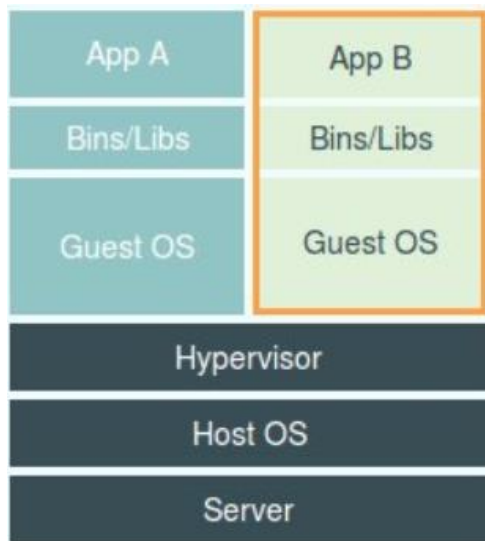 App A
Bins/Libs
Guest OS
App B
Bins/Libs
Guest OS
Hypervisor
Host OS
Server